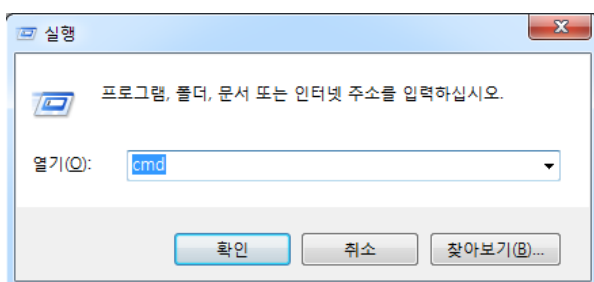 실행
프로그램, 폴더, 문서 또는 인터넷 주소를 입력하십시오.
열기(O): cmd
확인 취소 찾아보기(B)...